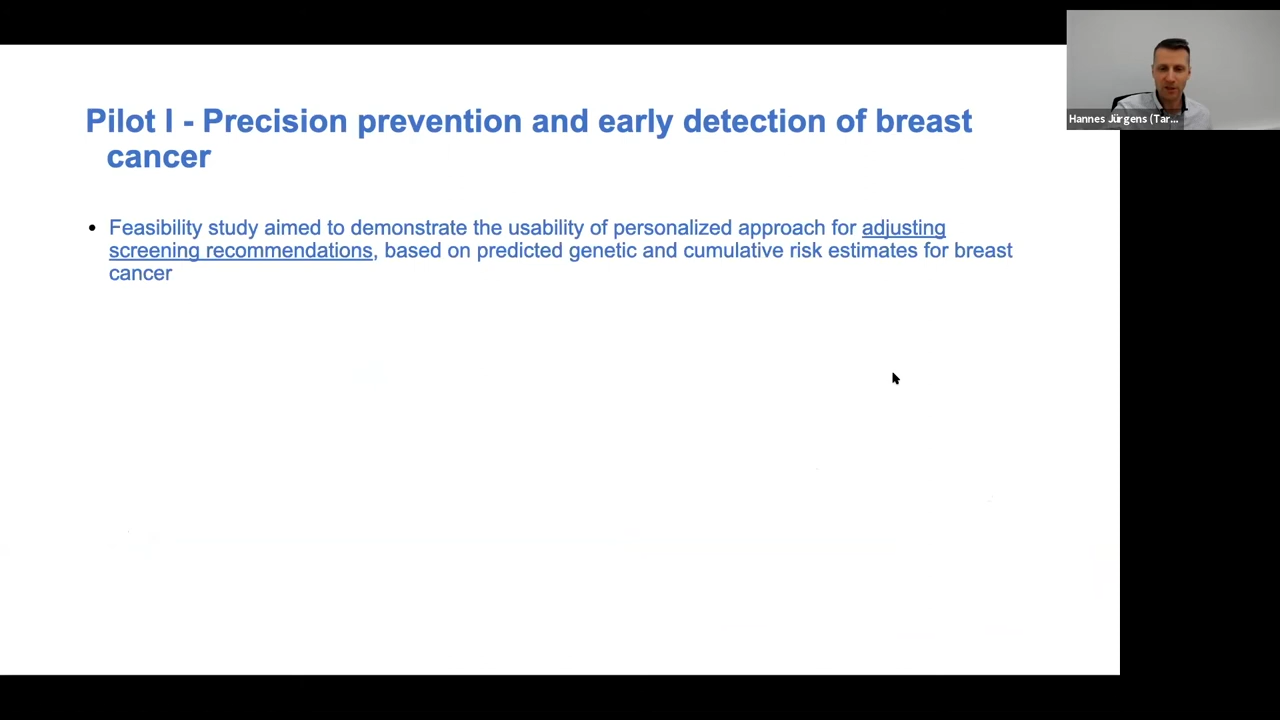 Pilot I - Precision prevention and early detection of breast
cancer
Hannes Jürgens (Tar...
• Feasibility study aimed to demonstrate the usability of personalized approach for adjusting
screening recommendations, based on predicted genetic and cumulative risk estimates for breast
cancer